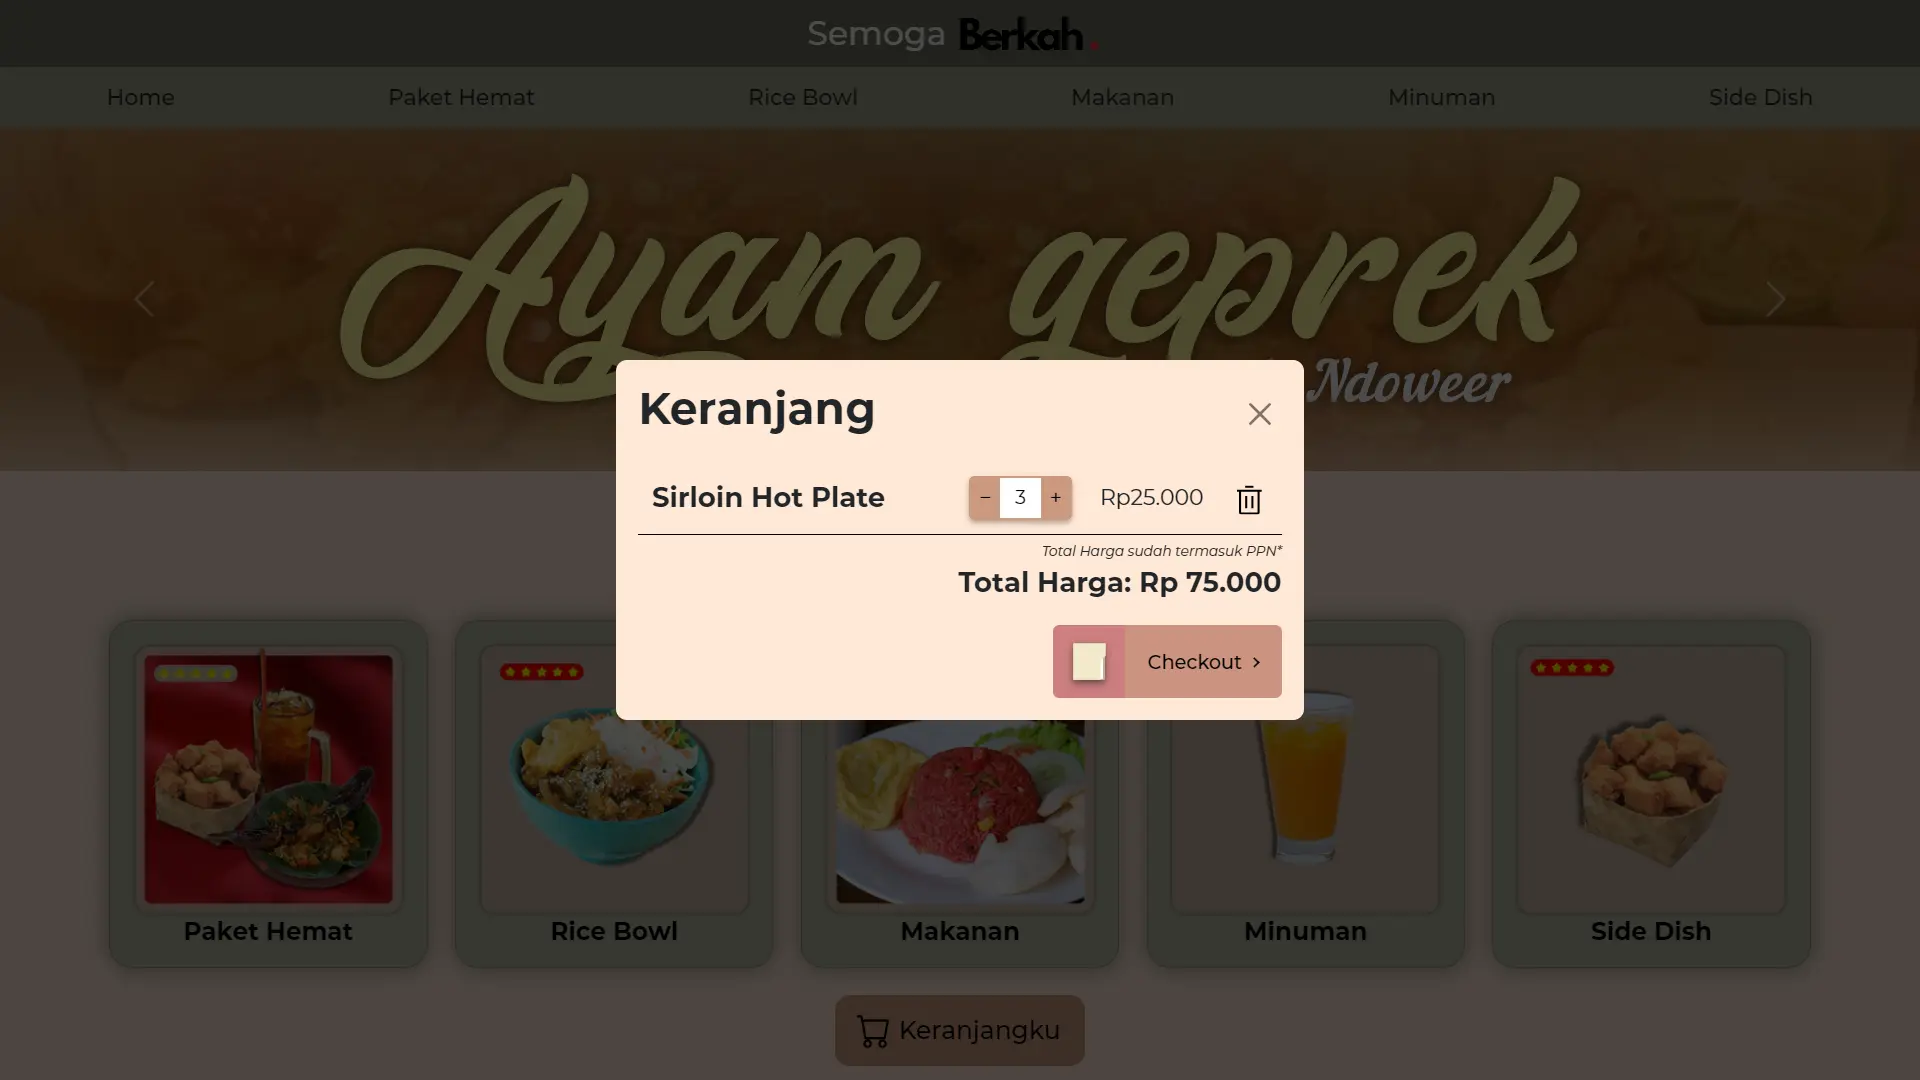 Semoga Berkah.
Home Paket Hemat Rice Bowl Makanan Minuman Side Dish
Ayam geprek
Ndoweer
Keranjang
Sirloin Hot Plate − 3 + Rp25.000
Total Harga sudah termasuk PPN*
Total Harga: Rp 75.000
Checkout
Paket Hemat Rice Bowl Makanan Minuman Side Dish
Keranjangku